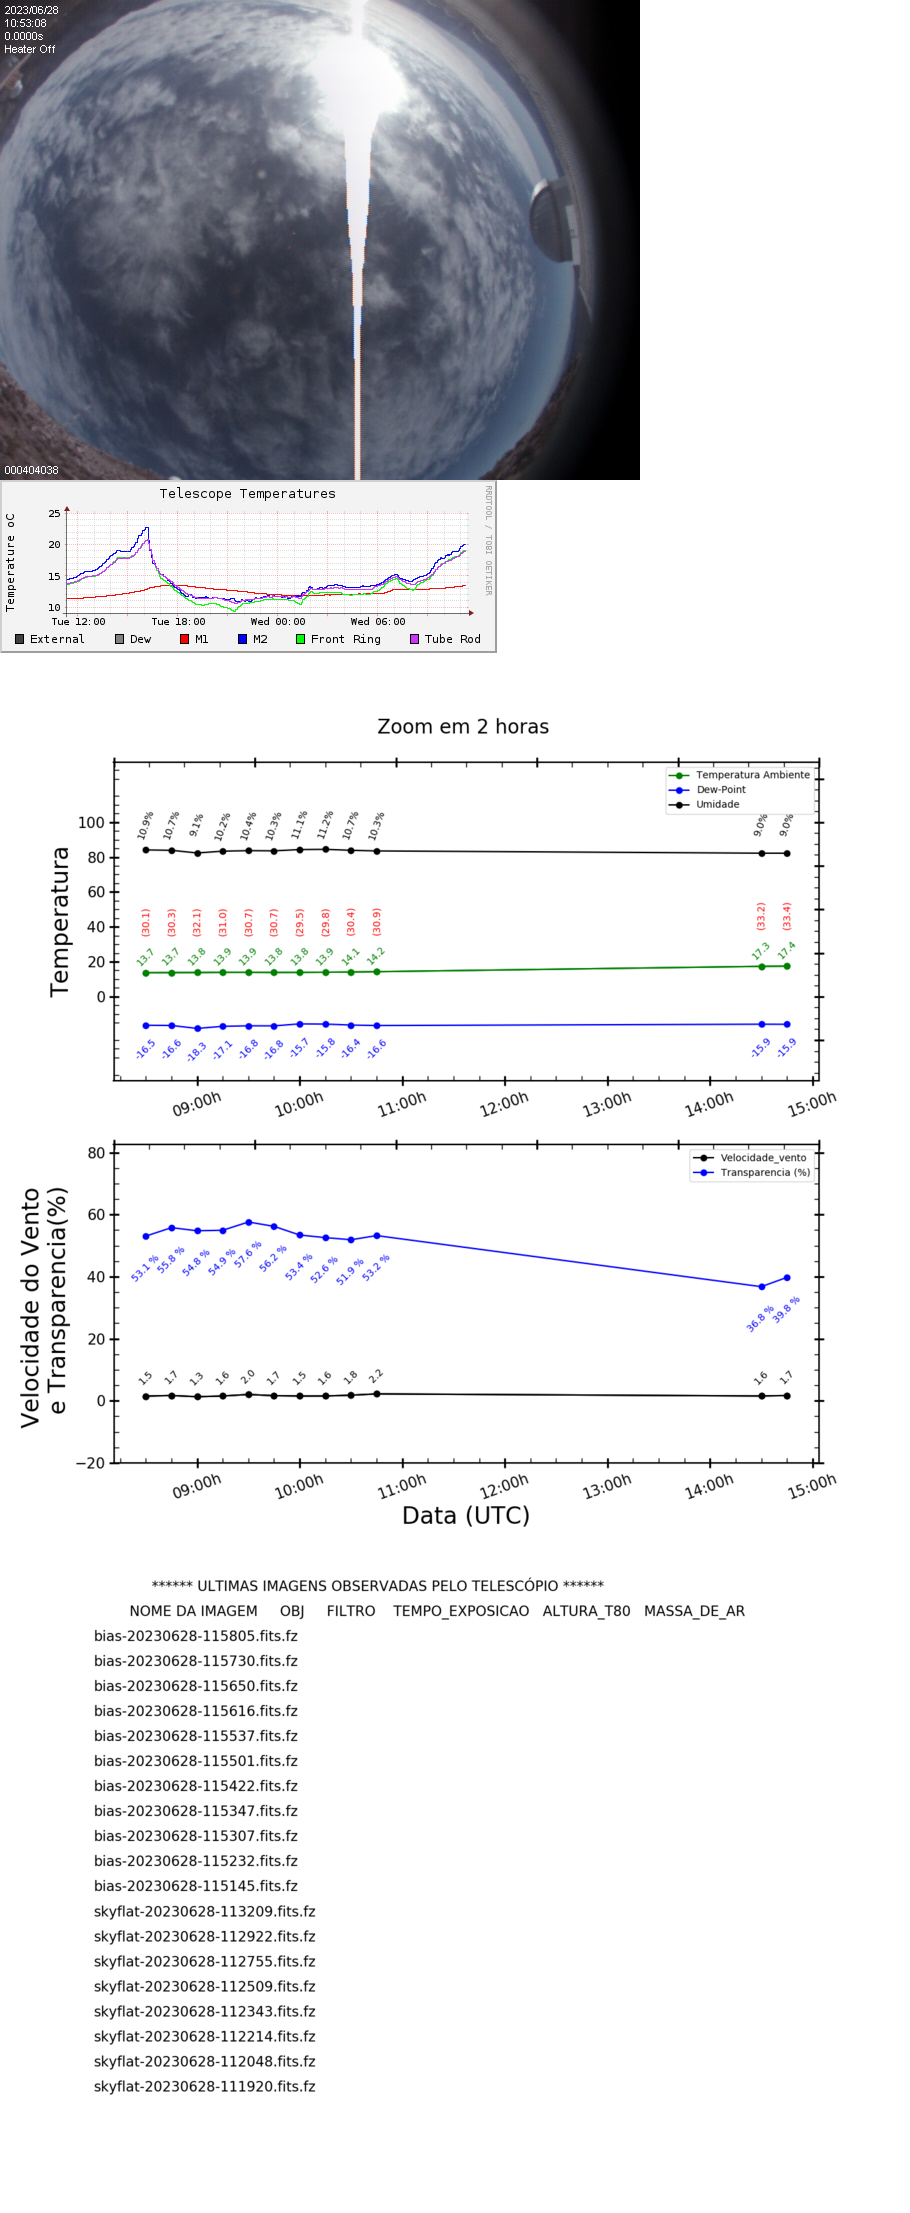 2023/06/28
10:53:08
0.0000s
Heater Off
000404038
Telescope Temperatures
RRDTOOL / TOBI OETIKER
Temperature oC
25
20
15
10
Tue 12:00 Tue 18:00 Wed 00:00 Wed 06:00
External Dew M1 M2 Front Ring Tube Rod
Zoom em 2 horas
Temperatura Ambiente
Dew-Point
Umidade
Temperatura
100
80
60
40
20
0
10.9% 10.7% 9.1% 10.2% 10.4% 10.3% 11.1% 11.2% 10.7% 10.3% 9.0% 9.0%
(30.1) (30.3) (32.1) (31.0) (30.7) (30.7) (29.5) (29.8) (30.4) (30.9) (33.2) (33.4)
13.7 13.7 13.8 13.9 13.9 13.8 13.8 13.9 14.1 14.2 17.3 17.4
-16.5 -16.6 -18.3 -17.1 -16.8 -16.8 -15.7 -15.8 -16.4 -16.6 -15.9 -15.9
09:00h 10:00h 11:00h 12:00h 13:00h 14:00h 15:00h
Velocidade_vento
Transparencia (%)
Velocidade do Vento
e Transparencia(%)
80
60
40
20
0
−20
53.1 % 55.8 % 54.8 % 54.9 % 57.6 % 56.2 % 53.4 % 52.6 % 51.9 % 53.2 % 36.8 % 39.8 %
1.5 1.7 1.3 1.6 2.0 1.7 1.5 1.6 1.8 2.2 1.6 1.7
09:00h 10:00h 11:00h 12:00h 13:00h 14:00h 15:00h
Data (UTC)
****** ULTIMAS IMAGENS OBSERVADAS PELO TELESCÓPIO ******
NOME DA IMAGEM OBJ FILTRO TEMPO_EXPOSICAO ALTURA_T80 MASSA_DE_AR
bias-20230628-115805.fits.fz
bias-20230628-115730.fits.fz
bias-20230628-115650.fits.fz
bias-20230628-115616.fits.fz
bias-20230628-115537.fits.fz
bias-20230628-115501.fits.fz
bias-20230628-115422.fits.fz
bias-20230628-115347.fits.fz
bias-20230628-115307.fits.fz
bias-20230628-115232.fits.fz
bias-20230628-115145.fits.fz
skyflat-20230628-113209.fits.fz
skyflat-20230628-112922.fits.fz
skyflat-20230628-112755.fits.fz
skyflat-20230628-112509.fits.fz
skyflat-20230628-112343.fits.fz
skyflat-20230628-112214.fits.fz
skyflat-20230628-112048.fits.fz
skyflat-20230628-111920.fits.fz